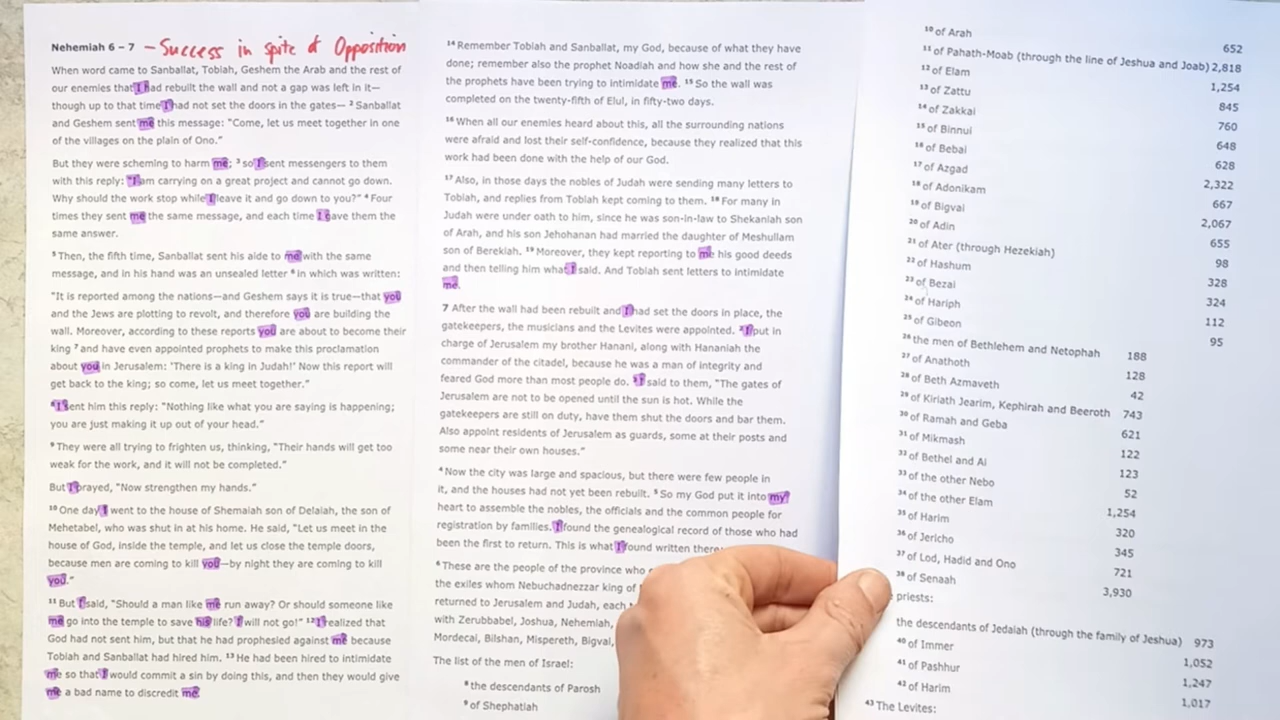 Nehemiah 6 – 7 – Success in spite of Opposition
When word came to Sanballat, Tobiah, Geshem the Arab and the rest of
our enemies that I had rebuilt the wall and not a gap was left in it—
though up to that time I had not set the doors in the gates— 2 Sanballat
and Geshem sent me this message: "Come, let us meet together in one
of the villages on the plain of Ono."
But they were scheming to harm me; 3 so I sent messengers to them
with this reply: "I am carrying on a great project and cannot go down.
Why should the work stop while I leave it and go down to you?" 4 Four
times they sent me the same message, and each time I gave them the
same answer.
5 Then, the fifth time, Sanballat sent his aide to me with the same
message, and in his hand was an unsealed letter 6 in which was written:
"It is reported among the nations—and Geshem says it is true—that you
and the Jews are plotting to revolt, and therefore you are building the
wall. Moreover, according to these reports you are about to become their
king 7 and have even appointed prophets to make this proclamation
about you in Jerusalem: 'There is a king in Judah!' Now this report will
get back to the king; so come, let us meet together."
8 I sent him this reply: "Nothing like what you are saying is happening;
you are just making it up out of your head."
9 They were all trying to frighten us, thinking, "Their hands will get too
weak for the work, and it will not be completed."
But I prayed, "Now strengthen my hands."
10 One day I went to the house of Shemaiah son of Delaiah, the son of
Mehetabel, who was shut in at his home. He said, "Let us meet in the
house of God, inside the temple, and let us close the temple doors,
because men are coming to kill you—by night they are coming to kill
you."
11 But I said, "Should a man like me run away? Or should someone like
me go into the temple to save his life? I will not go!" 12 I realized that
God had not sent him, but that he had prophesied against me because
Tobiah and Sanballat had hired him. 13 He had been hired to intimidate
me so that I would commit a sin by doing this, and then they would give
me a bad name to discredit me.
14 Remember Tobiah and Sanballat, my God, because of what they have
done; remember also the prophet Noadiah and how she and the rest of
the prophets have been trying to intimidate me. 15 So the wall was
completed on the twenty-fifth of Elul, in fifty-two days.
16 When all our enemies heard about this, all the surrounding nations
were afraid and lost their self-confidence, because they realized that this
work had been done with the help of our God.
17 Also, in those days the nobles of Judah were sending many letters to
Tobiah, and replies from Tobiah kept coming to them. 18 For many in
Judah were under oath to him, since he was son-in-law to Shekaniah son
of Arah, and his son Jehohanan had married the daughter of Meshullam
son of Berekiah. 19 Moreover, they kept reporting to me his good deeds
and then telling him what I said. And Tobiah sent letters to intimidate
me.
7 After the wall had been rebuilt and I had set the doors in place, the
gatekeepers, the musicians and the Levites were appointed. 2 I put in
charge of Jerusalem my brother Hanani, along with Hananiah the
commander of the citadel, because he was a man of integrity and
feared God more than most people do. 3 I said to them, "The gates of
Jerusalem are not to be opened until the sun is hot. While the
gatekeepers are still on duty, have them shut the doors and bar them.
Also appoint residents of Jerusalem as guards, some at their posts and
some near their own houses."
4 Now the city was large and spacious, but there were few people in
it, and the houses had not yet been rebuilt. 5 So my God put it into my
heart to assemble the nobles, the officials and the common people for
registration by families. I found the genealogical record of those who had
been the first to return. This is what I found written there:
6 These are the people of the province who
the exiles whom Nebuchadnezzar king of
returned to Jerusalem and Judah, each
with Zerubbabel, Joshua, Nehemiah,
Mordecai, Bilshan, Mispereth, Bigvai,
The list of the men of Israel:
8 the descendants of Parosh
9 of Shephatiah
10 of Arah 652
11 of Pahath-Moab (through the line of Jeshua and Joab) 2,818
12 of Elam 1,254
13 of Zattu 845
14 of Zakkai 760
15 of Binnui 648
16 of Bebai 628
17 of Azgad 2,322
18 of Adonikam 667
19 of Bigvai 2,067
20 of Adin 655
21 of Ater (through Hezekiah) 98
22 of Hashum 328
23 of Bezai 324
24 of Hariph 112
25 of Gibeon 95
26 the men of Bethlehem and Netophah 188
27 of Anathoth 128
28 of Beth Azmaveth 42
29 of Kiriath Jearim, Kephirah and Beeroth 743
30 of Ramah and Geba 621
31 of Mikmash 122
32 of Bethel and Ai 123
33 of the other Nebo 52
34 of the other Elam 1,254
35 of Harim 320
36 of Jericho 345
37 of Lod, Hadid and Ono 721
38 of Senaah 3,930
priests:
the descendants of Jedaiah (through the family of Jeshua) 973
40 of Immer 1,052
41 of Pashhur 1,247
42 of Harim 1,017
43 The Levites: